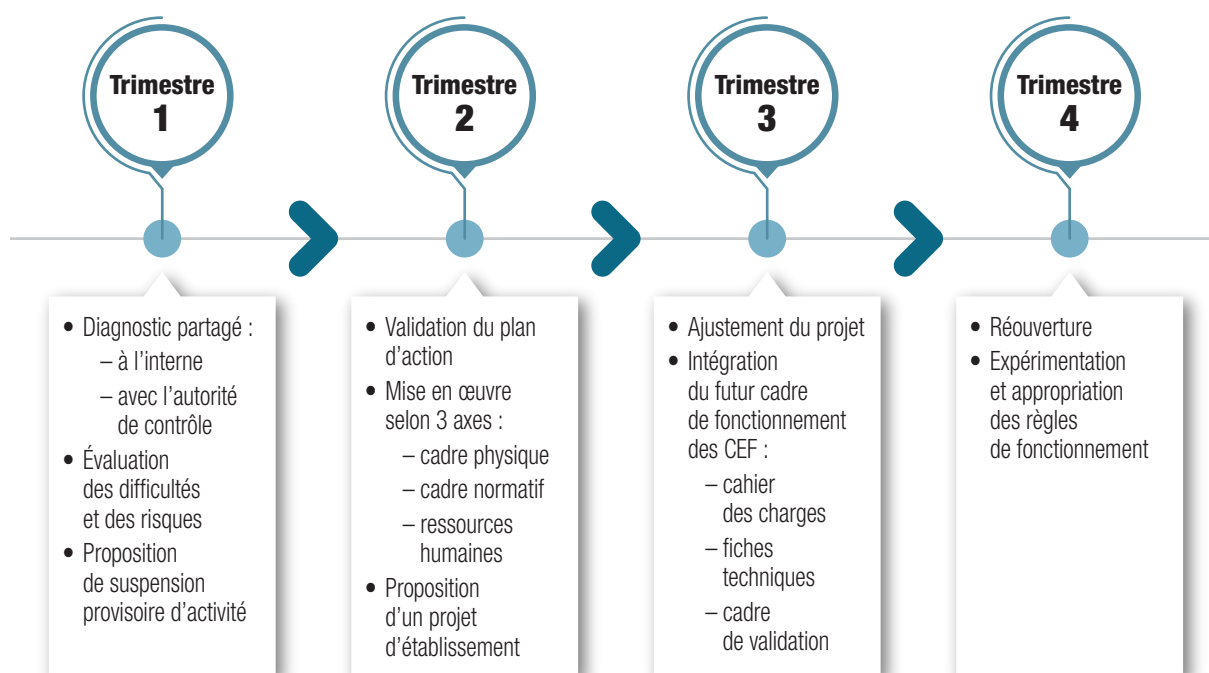 Trimestre
1
• Diagnostic partagé :
– à l'interne
– avec l'autorité
de contrôle
• Évaluation
des difficultés
et des risques
• Proposition
de suspension
provisoire d'activité
Trimestre
2
• Validation du plan
d'action
• Mise en œuvre
selon 3 axes :
– cadre physique
– cadre normatif
– ressources
humaines
• Proposition
d'un projet
d'établissement
Trimestre
3
• Ajustement du projet
• Intégration
du futur cadre
de fonctionnement
des CEF :
– cahier
des charges
– fiches
techniques
– cadre
de validation
Trimestre
4
• Réouverture
• Expérimentation
et appropriation
des règles
de fonctionnement